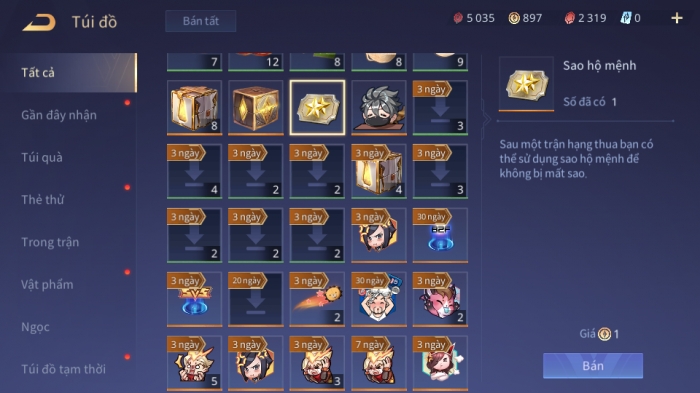 Túi đồ
Bán tất
5 035
897
2 319
0
+
Tất cả
Gần đây nhận
Túi quà
Thẻ thử
Trong trận
Vật phẩm
Ngọc
Túi đồ tạm thời
7
12
8
8
2
8
3 ngày
3
3 ngày
4
3 ngày
2
3 ngày
2
3 ngày
4
3 ngày
3
3 ngày
2
3 ngày
2
3 ngày
2
3 ngày
30 ngày
3 ngày
20 ngày
3 ngày
2
30 ngày
3 ngày
2
3 ngày
5
3 ngày
3 ngày
3
7 ngày
3 ngày
Sao hộ mệnh
Số đã có 1
Sau một trận hạng thua bạn có
thể sử dụng sao hộ mệnh để
không bị mất sao.
Giá 1
Bán